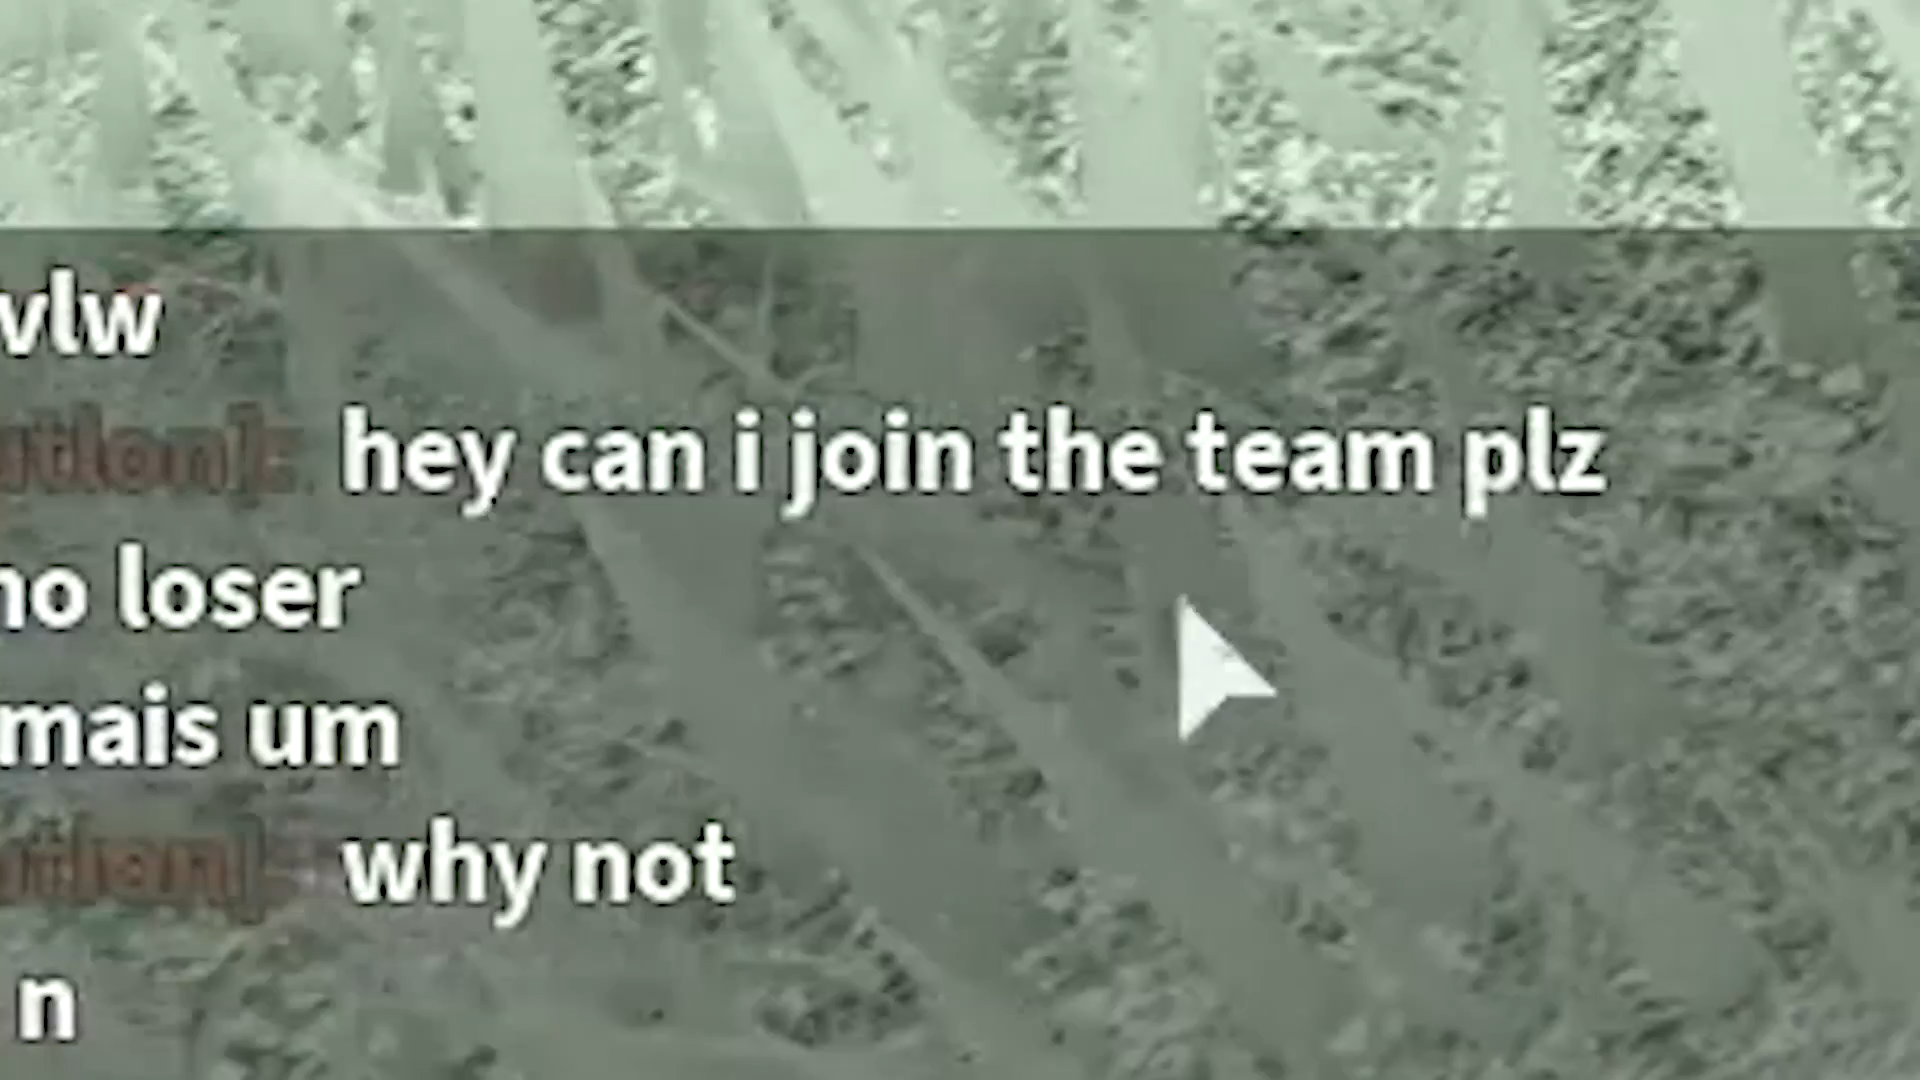 vlw
hey can i join the team plz
no loser
mais um
why not
n